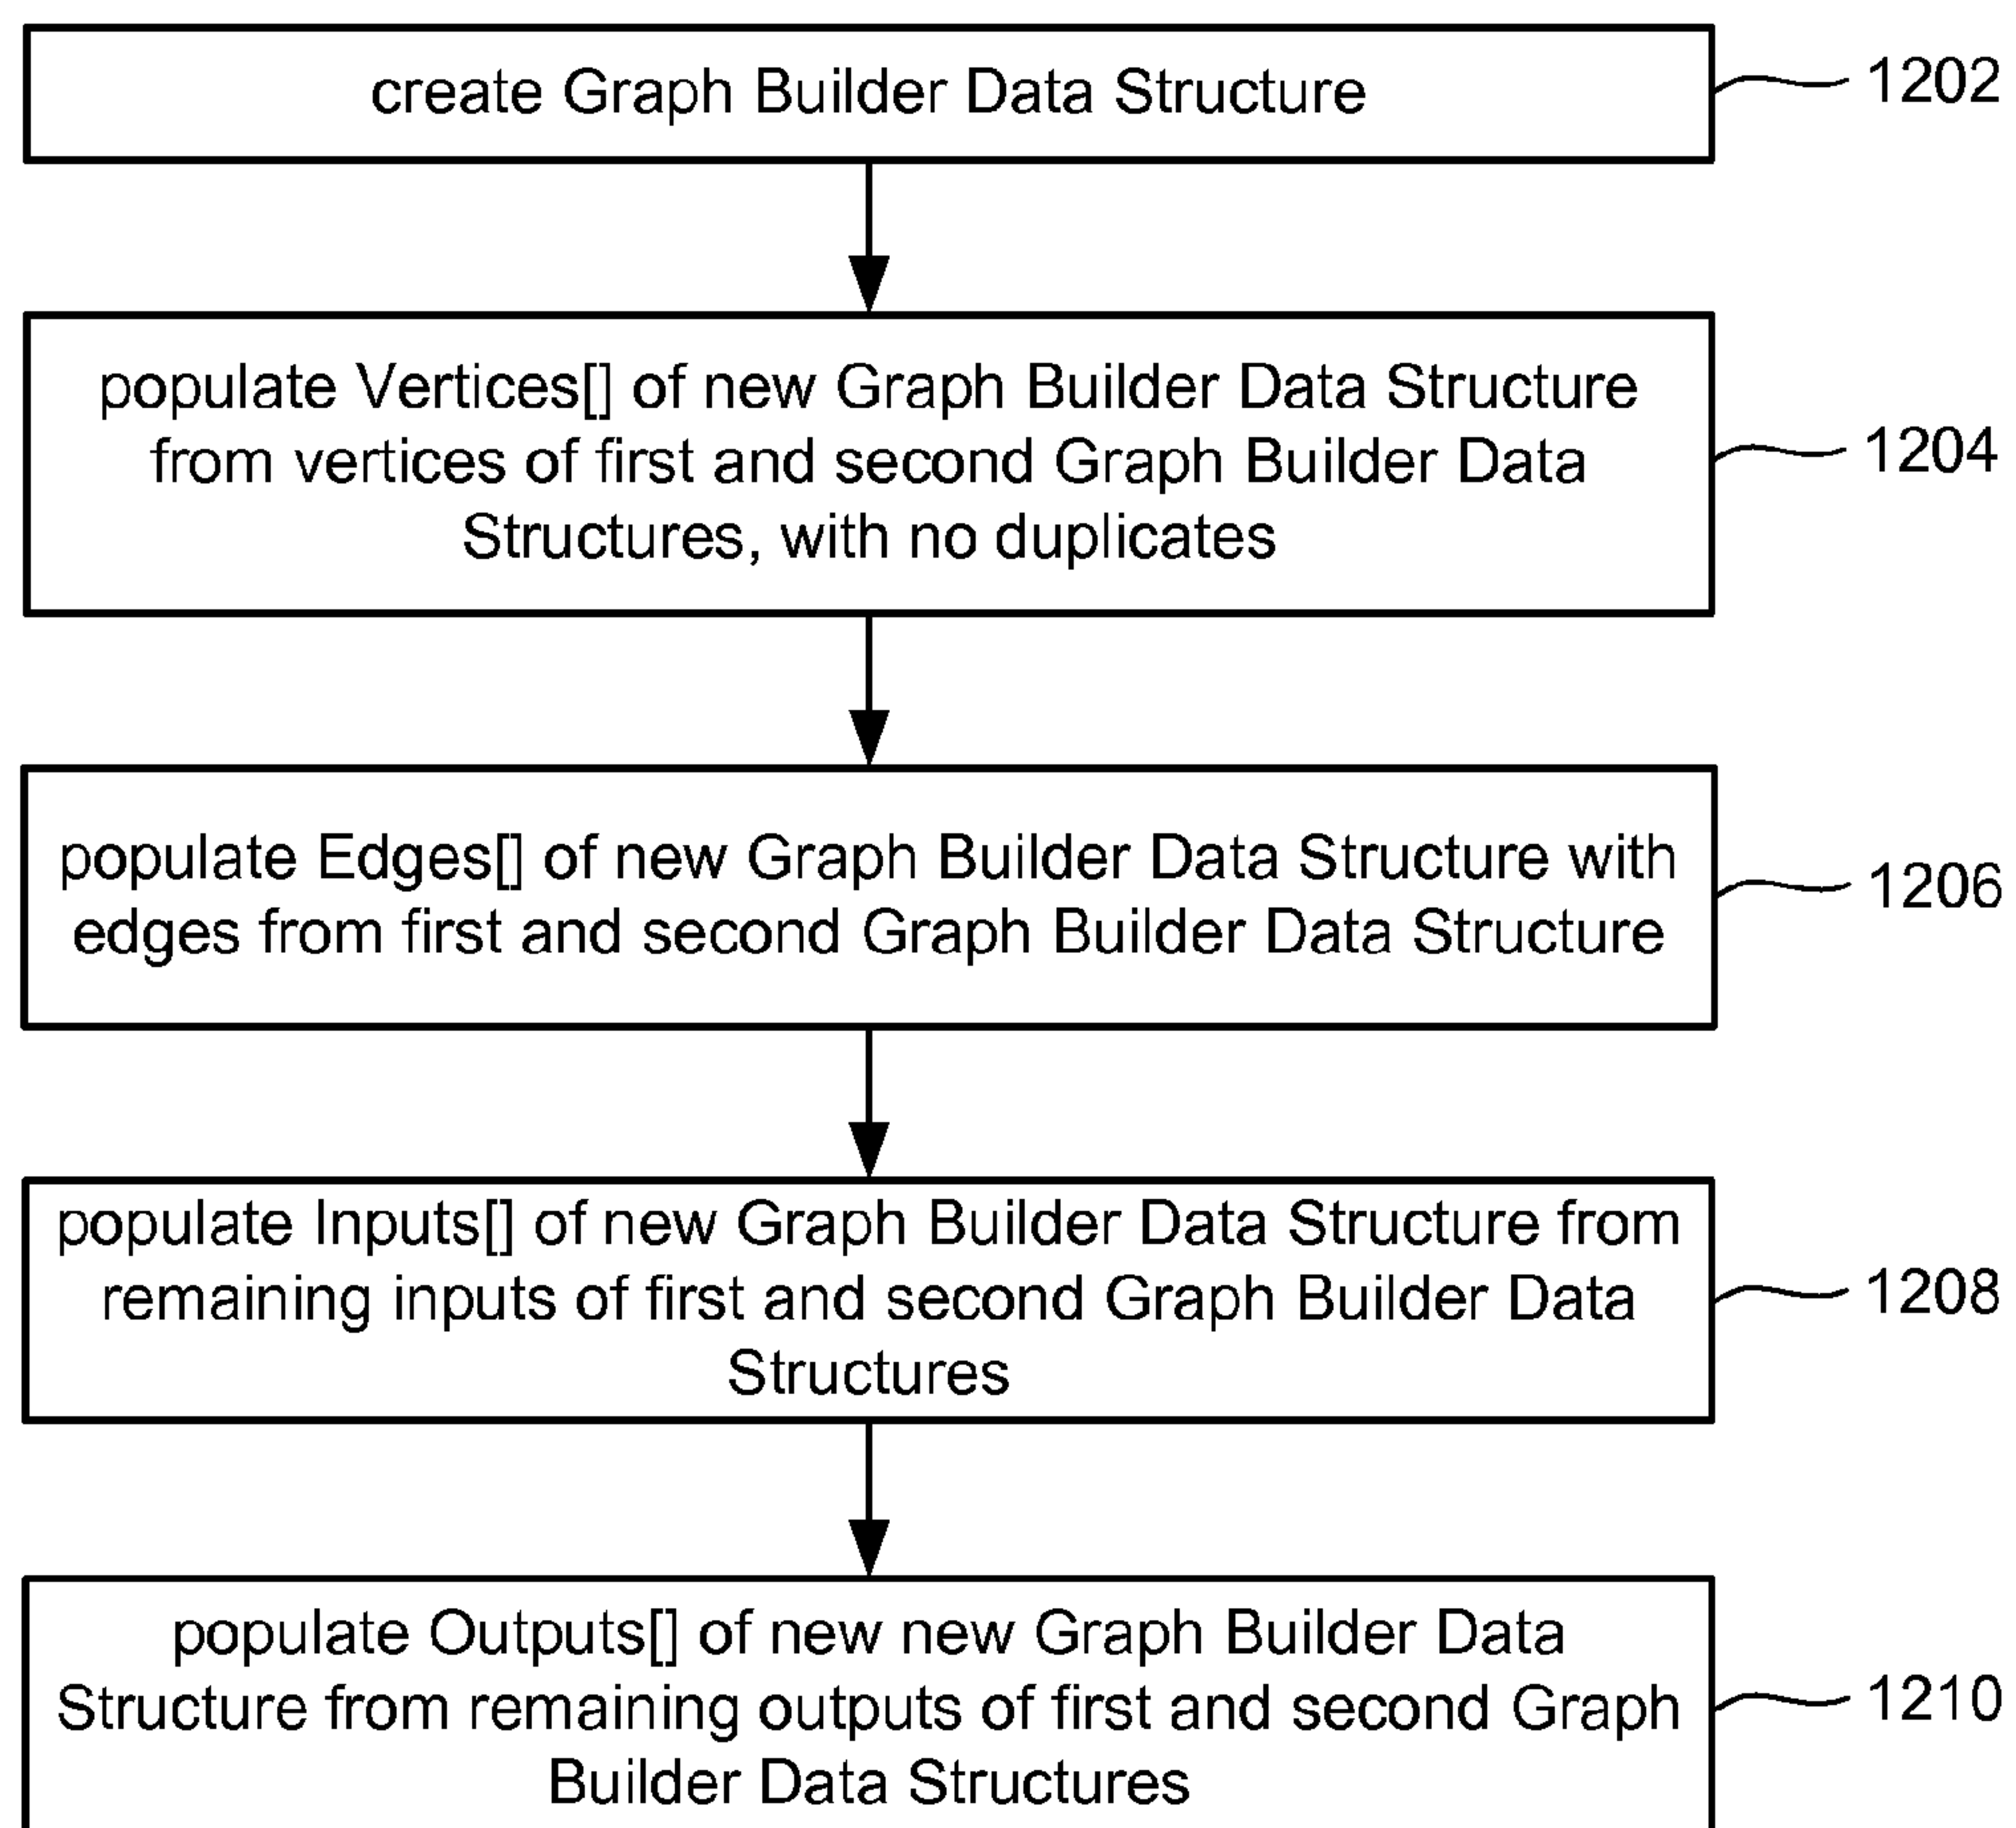 create Graph Builder Data Structure
1202
populate Vertices[] of new Graph Builder Data Structure
from vertices of first and second Graph Builder Data
Structures, with no duplicates
1204
populate Edges[] of new Graph Builder Data Structure with
edges from first and second Graph Builder Data Structure
1206
populate Inputs[] of new Graph Builder Data Structure from
remaining inputs of first and second Graph Builder Data
Structures
1208
populate Outputs[] of new new Graph Builder Data
Structure from remaining outputs of first and second Graph
Builder Data Structures
1210